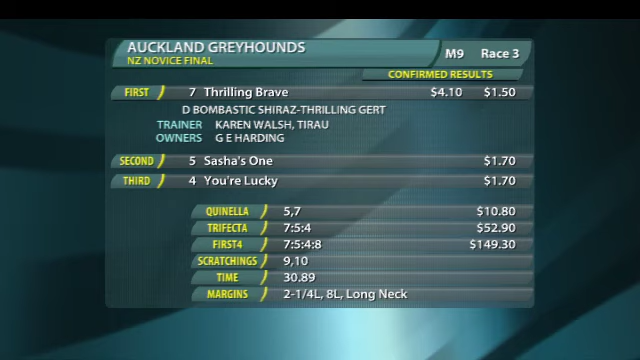 AUCKLAND GREYHOUNDS M9 Race 3
NZ NOVICE FINAL
CONFIRMED RESULTS
FIRST 7 Thrilling Brave $4.10 $1.50
D BOMBASTIC SHIRAZ-THRILLING GERT
TRAINER KAREN WALSH, TIRAU
OWNERS G E HARDING
SECOND 5 Sasha's One $1.70
THIRD 4 You're Lucky $1.70
QUINELLA 5,7 $10.80
TRIFECTA 7:5:4 $52.90
FIRST4 7:5:4:8 $149.30
SCRATCHINGS 9,10
TIME 30.89
MARGINS 2-1/4L, 8L, Long Neck